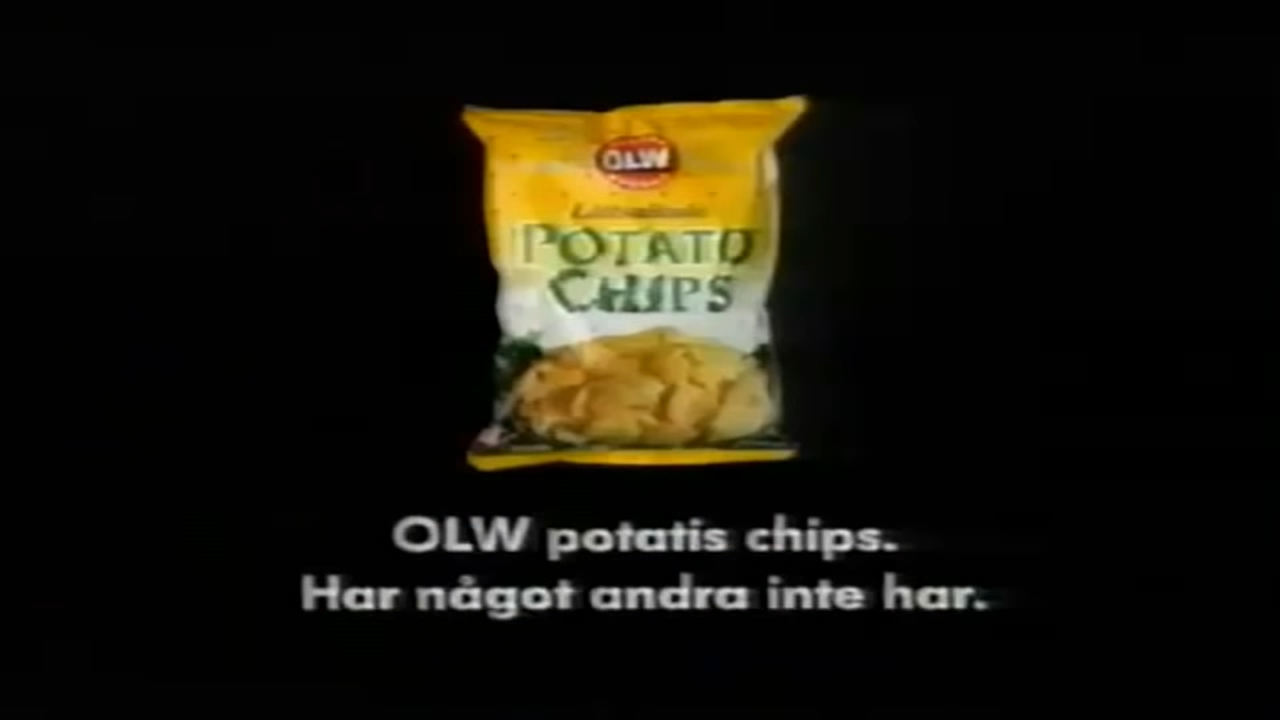 OLW
POTATO
CHIPS
OLW potatis chips.
Har något andra inte har.